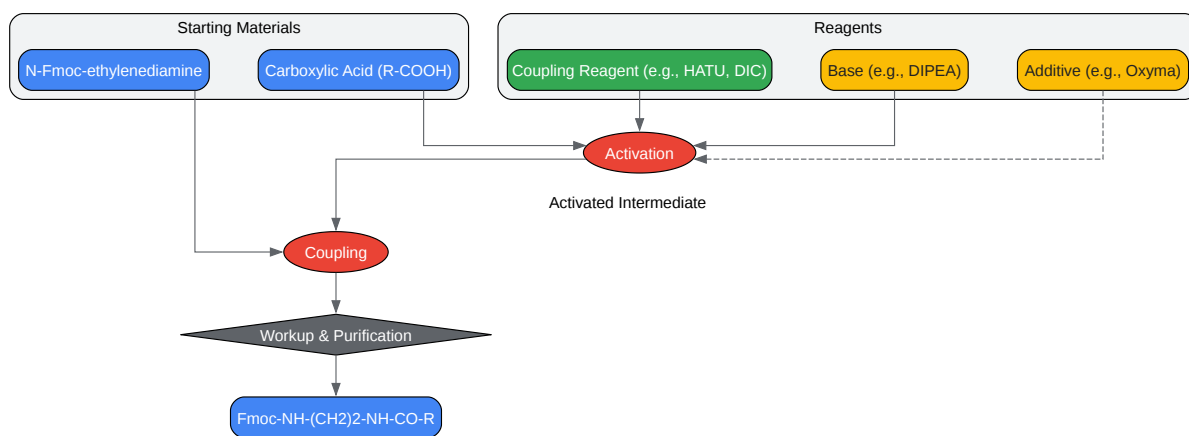 Starting Materials
Reagents
N-Fmoc-ethylenediamine
Carboxylic Acid (R-COOH)
Coupling Reagent (e.g., HATU, DIC)
Base (e.g., DIPEA)
Additive (e.g., Oxyma)
Activation
Activated Intermediate
Coupling
Workup & Purification
Fmoc-NH-(CH2)2-NH-CO-R